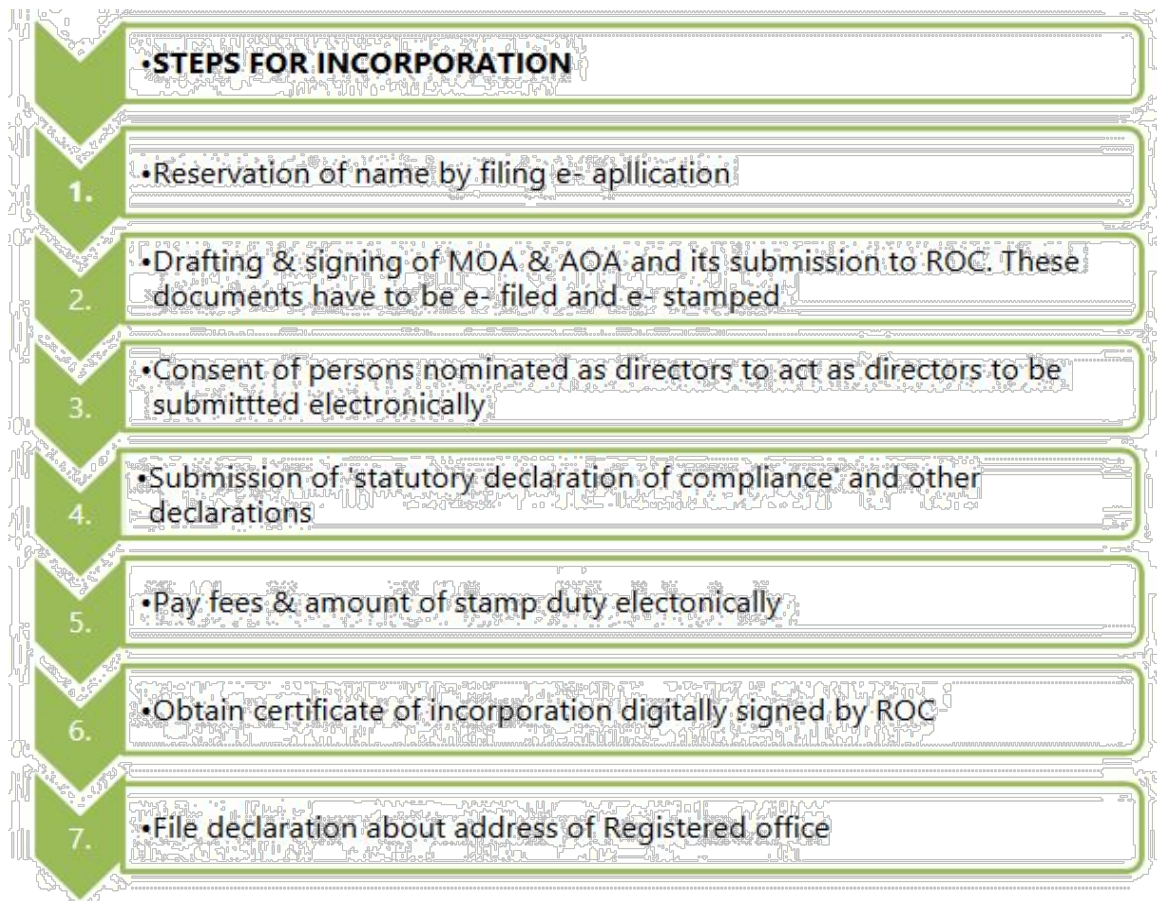 •STEPS FOR INCORPORATION
1. •Reservation of name by filing e- apllication
•Drafting & signing of MOA & AOA and its submission to ROC. These
2. documents have to be e- filed and e- stamped
•Consent of persons nominated as directors to act as directors to be
3. submittted electronically
•Submission of 'statutory declaration of compliance' and other
4. declarations
5. •Pay fees & amount of stamp duty electonically
6. •Obtain certificate of incorporation digitally signed by ROC
7. •File declaration about address of Registered office